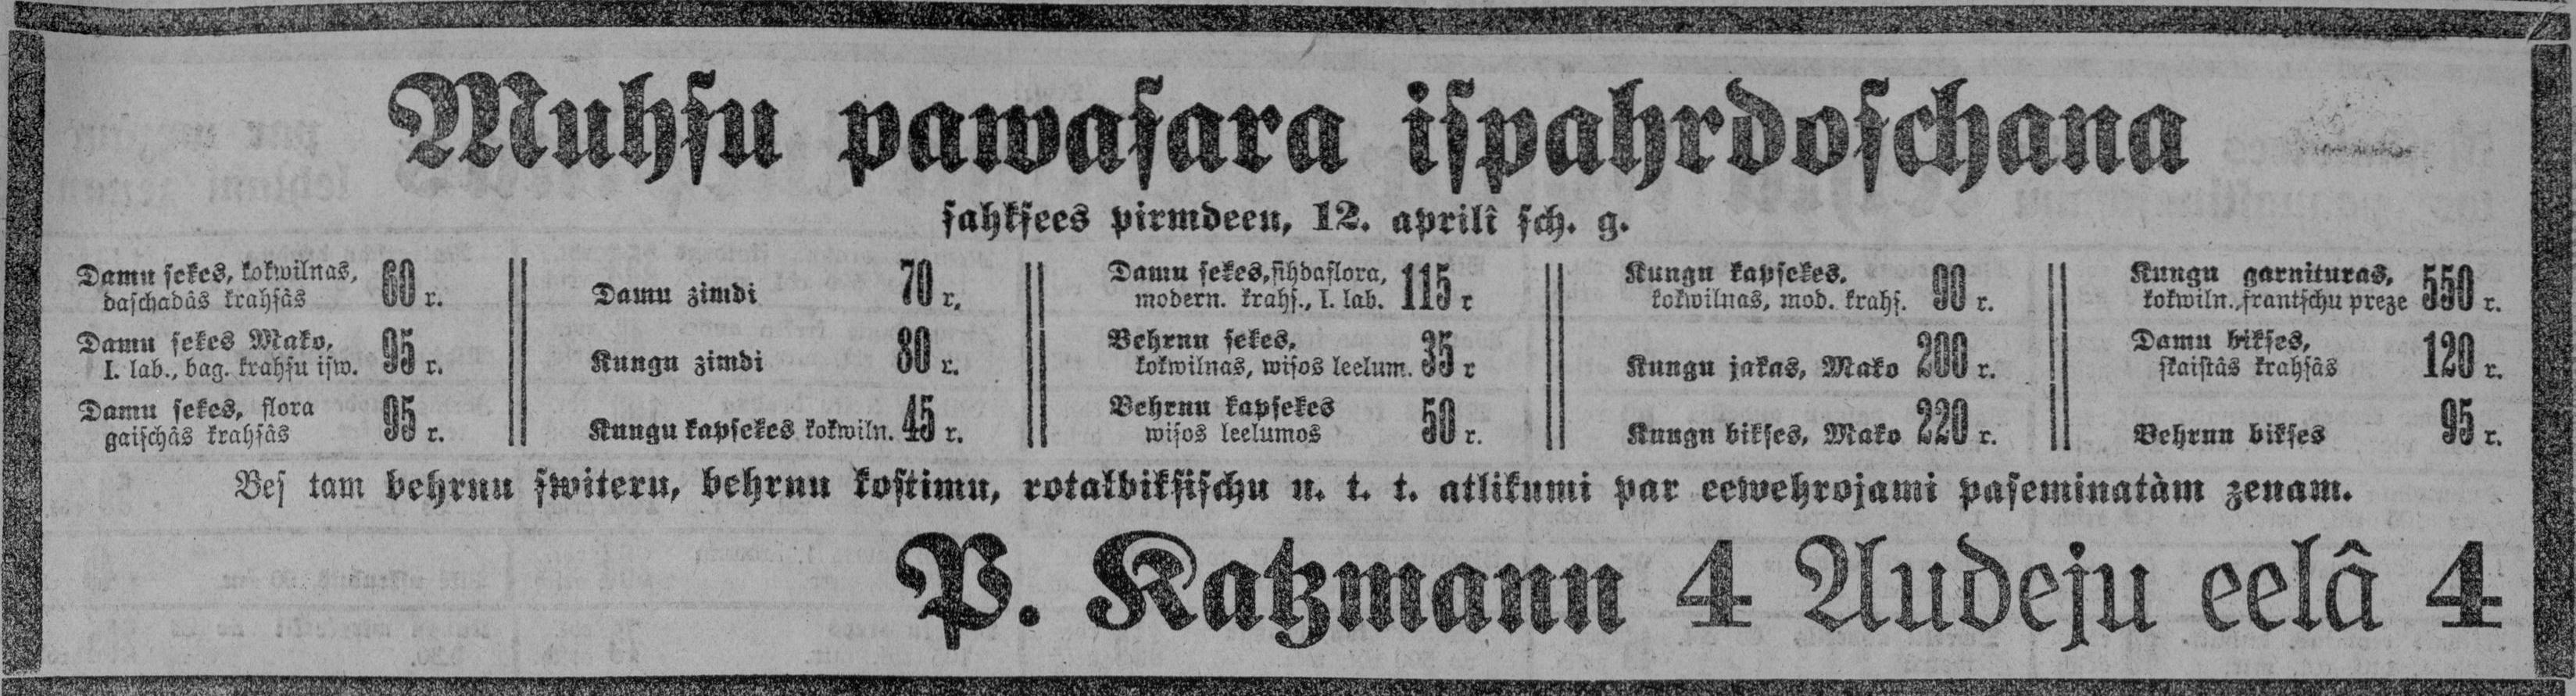 Muhſu pawaſara iſpahrdoſchana
ſahkſees pirmdeen, 12. aprilî ſch. g.
Damu ſekes, kokwilnas,
daſchadâs krahſâs 60 r.
Damu ſekes Mako,
I. lab., bag. krahſu iſw. 95 r.
Damu ſekes, flora
gaiſchâs krahſâs 95 r.
Damu zimdi 70 r.
Kungu zimdi 80 r.
Kungu kapſekes kokwiln. 45 r.
Damu ſekes, ſihdaflora,
modern. krahſ., I. lab. 115 r
Behrnu ſekes,
kokwilnas, wiſos leelum. 35 r
Behrnu kapſekes
wiſos leelumos 50 r.
Kungu kapſekes,
kokwilnas, mod. krahſ. 90 r.
Kungu jakas, Mako 200 r.
Kungu bikſes, Mako 220 r.
Kungu garnituras,
kokwiln., frantſchu preze 550 r.
Damu bikſes,
ſkaiſtâs krahſâs 120 r.
Behrnu bikſes 95 r.
Beſ tam behrnu ſwiteru, behrnu koſtimu, rotaļbikſiſchu u. t. t. atlikumi par eewehrojami paſeminatàm zenam.
P. Katzmann 4 Audeju eelâ 4